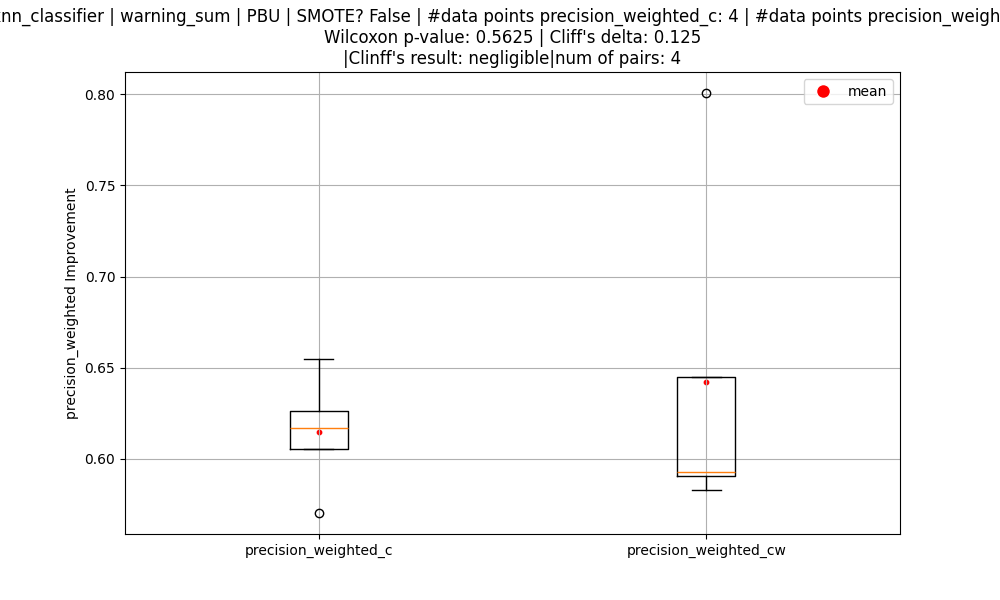 nn_classifier | warning_sum | PBU | SMOTE? False | #data points precision_weighted_c: 4 | #data points precision_weigh
Wilcoxon p-value: 0.5625 | Cliff's delta: 0.125
|Clinff's result: negligible|num of pairs: 4
mean
0.80
0.75
0.70
0.65
0.60
precision_weighted Improvement
precision_weighted_c
precision_weighted_cw